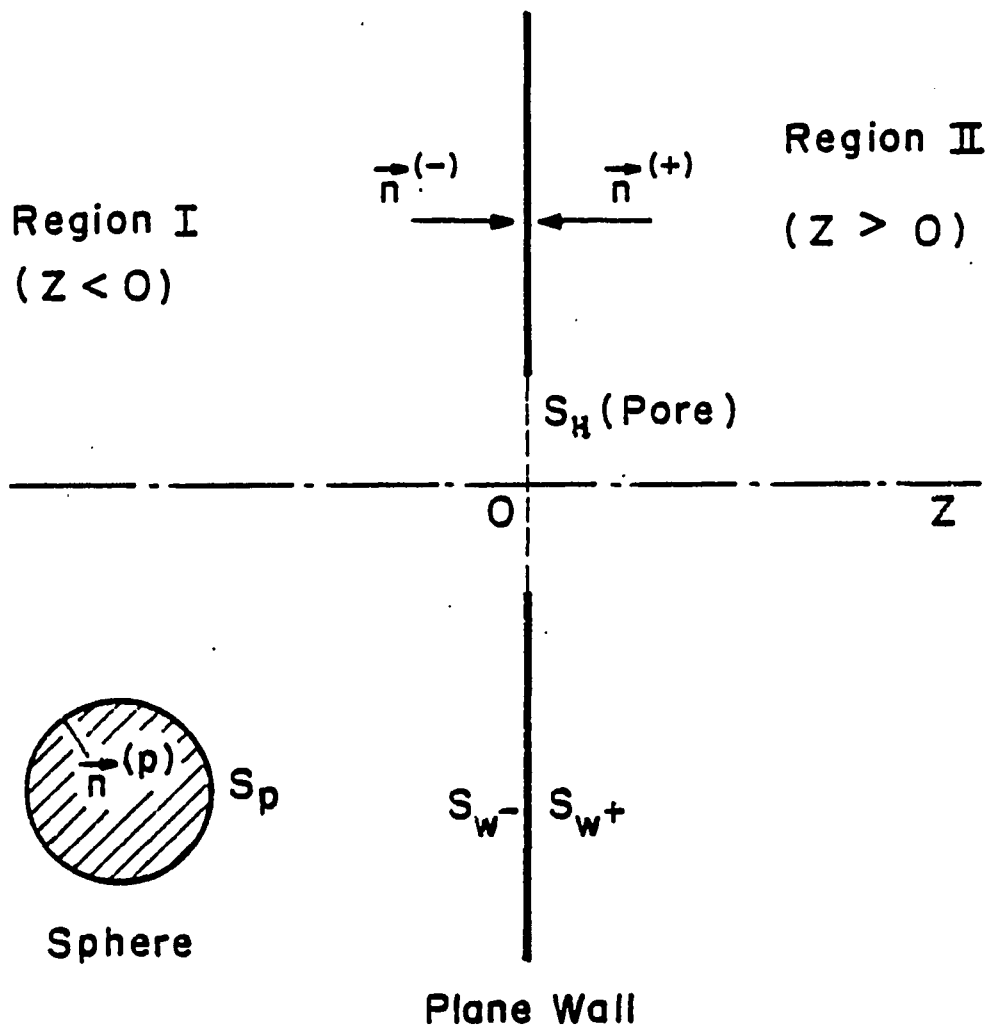 Region I
(Z < 0)
n⃗(-)
n⃗(+)
Region II
(Z > 0)
S_H (Pore)
O
Z
n⃗(p)
S_p
S_w- S_w+
Sphere
Plane Wall